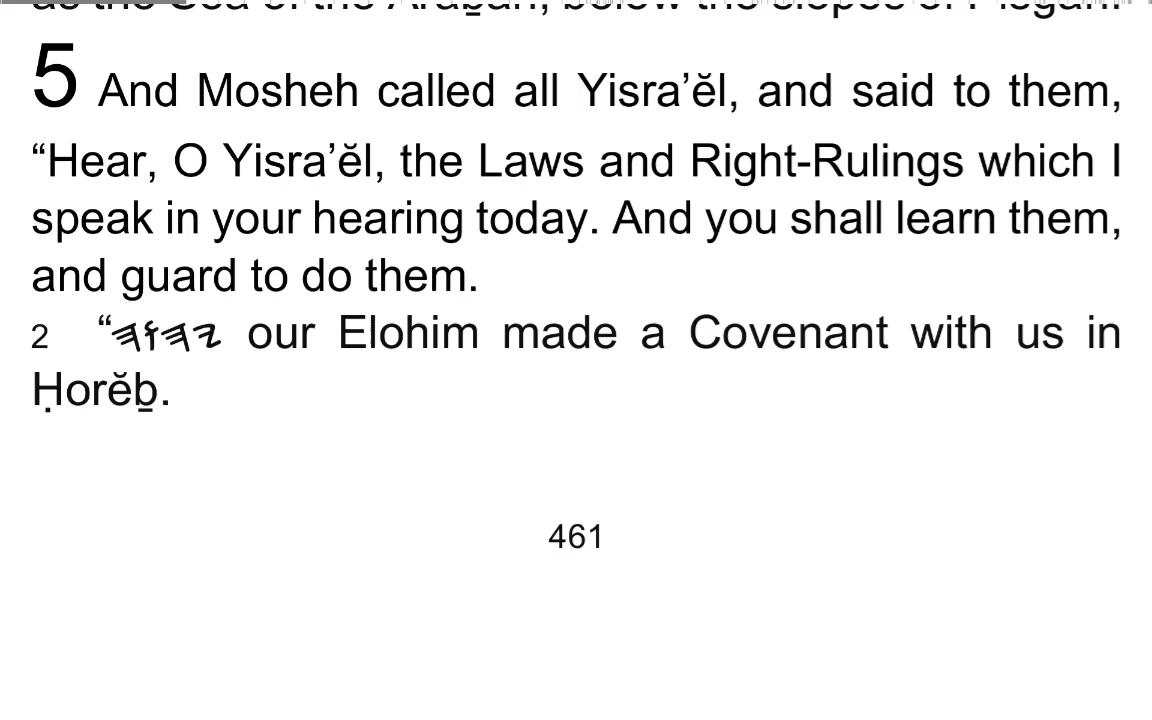 5 And Mosheh called all Yisra’ĕl, and said to them,
“Hear, O Yisra’ĕl, the Laws and Right-Rulings which I
speak in your hearing today. And you shall learn them,
and guard to do them.
2 “𐤉𐤄𐤅𐤄 our Elohim made a Covenant with us in
Ḥorĕḇ.
461